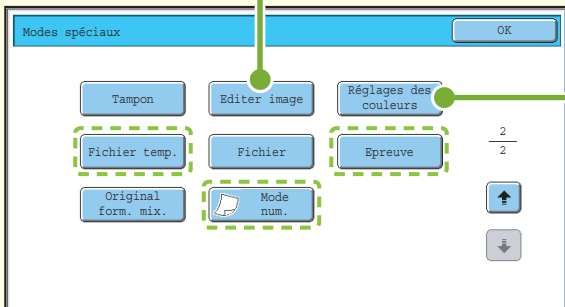 Modes spéciaux
OK
Tampon
Editer image
Réglages des
couleurs
Fichier temp.
Fichier
Epreuve
2
2
Original
form. mix.
Mode
num.